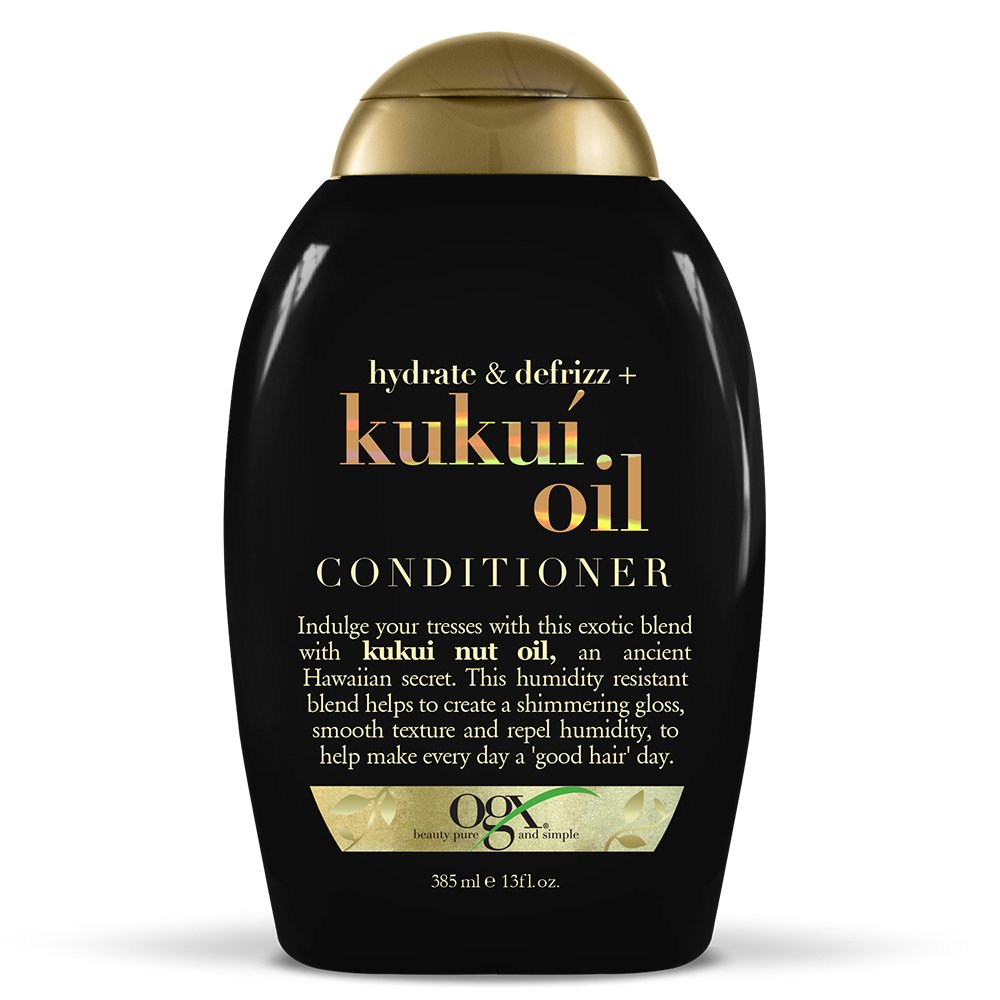 hydrate & defrizz +
kukuí
oil
CONDITIONER
Indulge your tresses with this exotic blend
with kukui nut oil, an ancient
Hawaiian secret. This humidity resistant
blend helps to create a shimmering gloss,
smooth texture and repel humidity, to
help make every day a 'good hair' day.
ogx®
beauty pure and simple
385 ml e 13fl. oz.